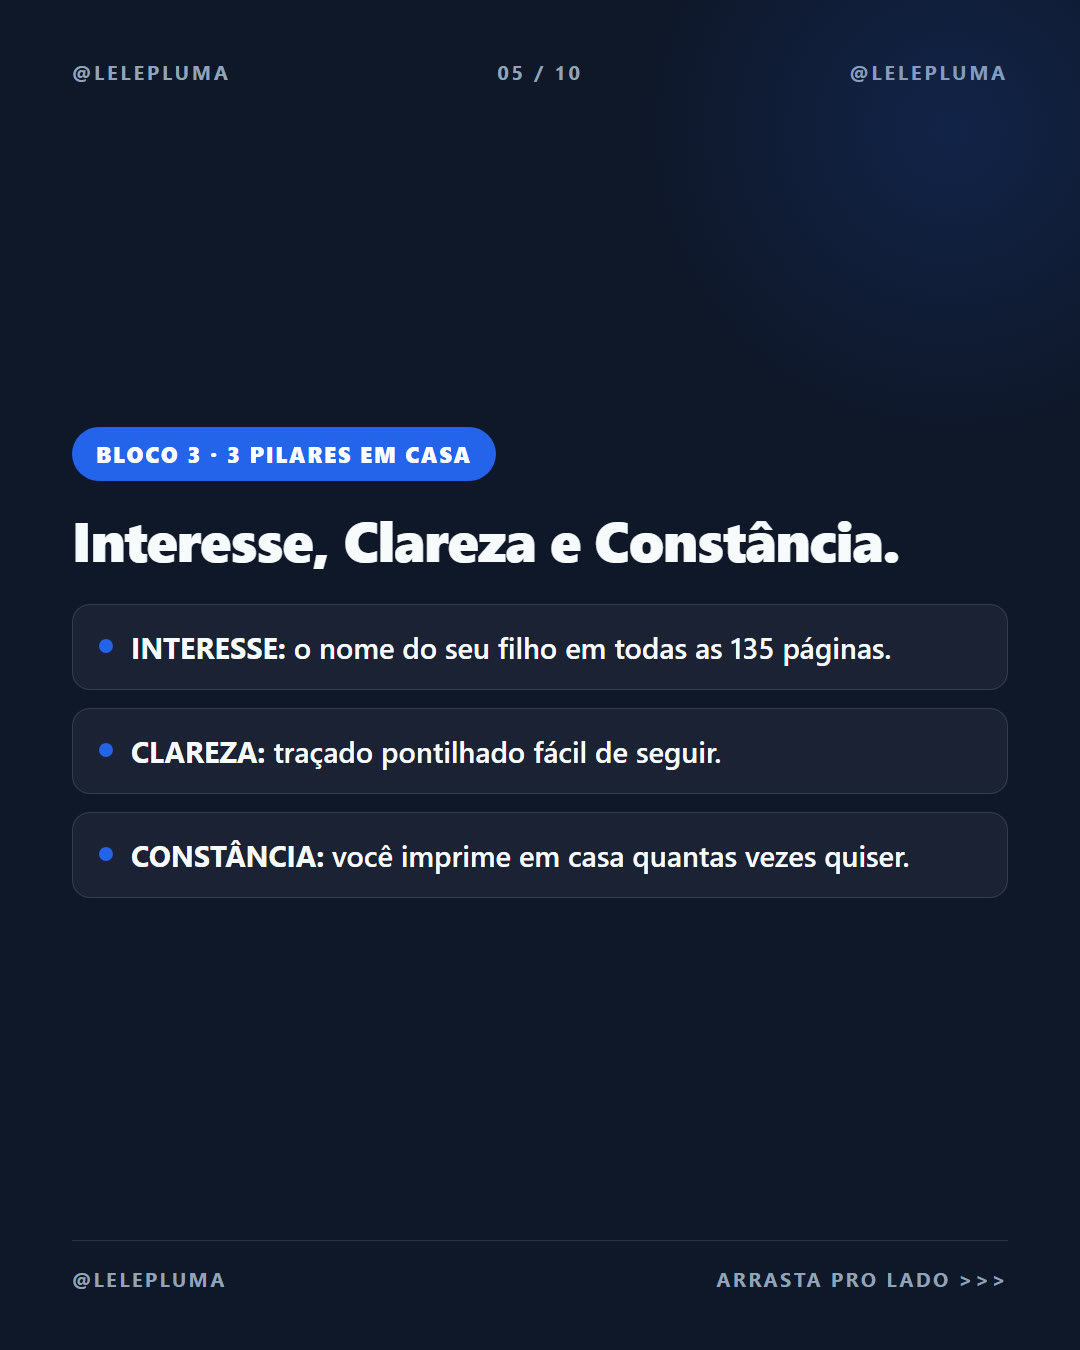 @LELEPLUMA
05 / 10
@LELEPLUMA
BLOCO 3 · 3 PILARES EM CASA
Interesse, Clareza e Constância.
INTERESSE: o nome do seu filho em todas as 135 páginas.
CLAREZA: traçado pontilhado fácil de seguir.
CONSTÂNCIA: você imprime em casa quantas vezes quiser.
@LELEPLUMA
ARRASTA PRO LADO >>>